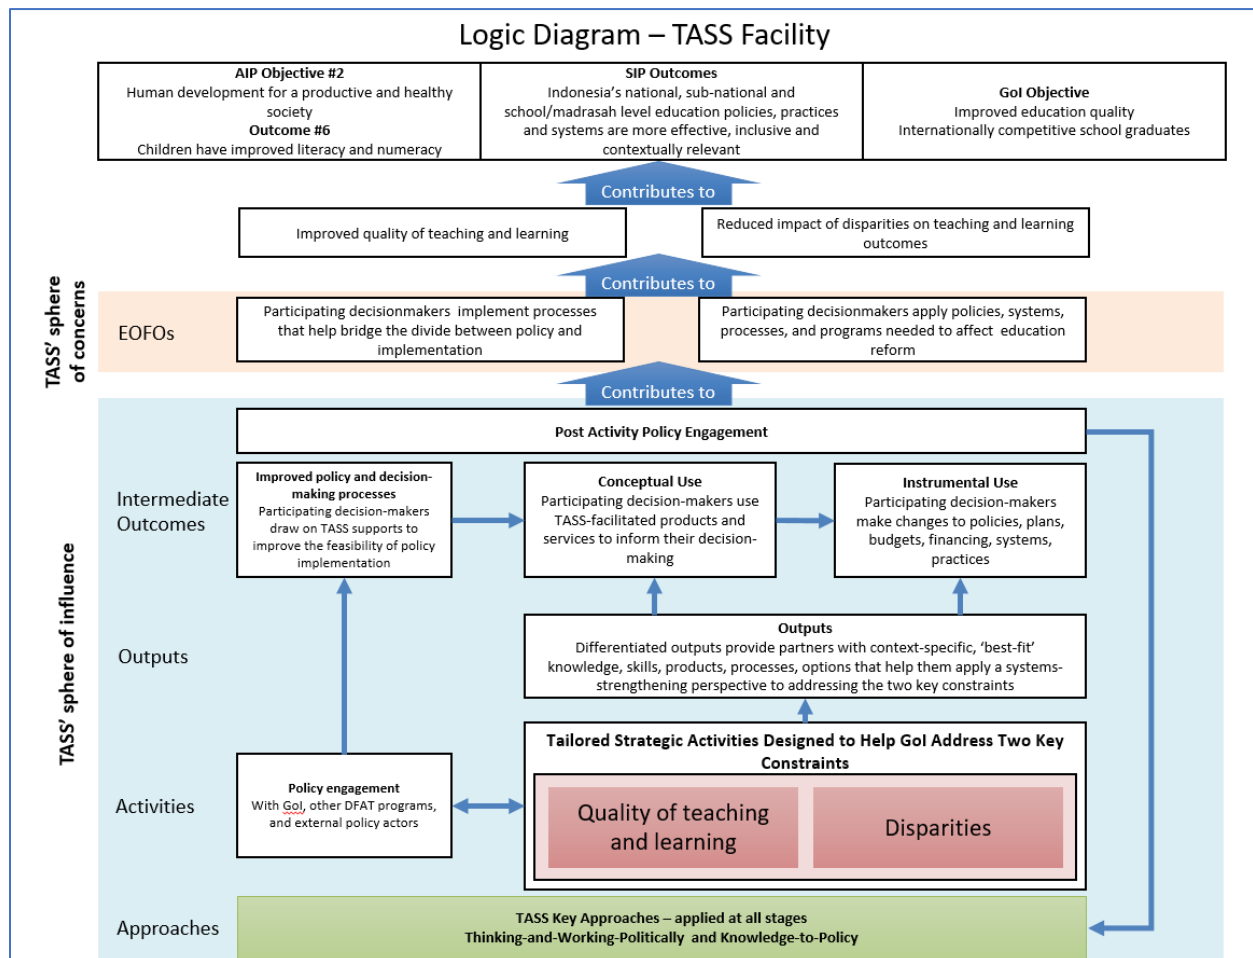 Logic Diagram – TASS Facility
AIP Objective #2
Human development for a productive and healthy
society
Outcome #6
Children have improved literacy and numeracy
SIP Outcomes
Indonesia's national, sub-national and
school/madrasah level education policies, practices
and systems are more effective, inclusive and
contextually relevant
GoI Objective
Improved education quality
Internationally competitive school graduates
Contributes to
Improved quality of teaching and learning
Reduced impact of disparities on teaching and learning
outcomes
Contributes to
TASS' sphere
of concerns
EOFOs
Participating decisionmakers implement processes
that help bridge the divide between policy and
implementation
Participating decisionmakers apply policies, systems,
processes, and programs needed to affect education
reform
Contributes to
TASS' sphere of influence
Post Activity Policy Engagement
Intermediate
Outcomes
Improved policy and decision-
making processes
Participating decision-makers
draw on TASS supports to
improve the feasibility of policy
implementation
Conceptual Use
Participating decision-makers use
TASS-facilitated products and
services to inform their decision-
making
Instrumental Use
Participating decision-makers
make changes to policies, plans,
budgets, financing, systems,
practices
Outputs
Outputs
Differentiated outputs provide partners with context-specific, 'best-fit'
knowledge, skills, products, processes, options that help them apply a systems-
strengthening perspective to addressing the two key constraints
Activities
Policy engagement
With GoI, other DFAT programs,
and external policy actors
Tailored Strategic Activities Designed to Help GoI Address Two Key
Constraints
Quality of teaching
and learning
Disparities
Approaches
TASS Key Approaches – applied at all stages
Thinking-and-Working-Politically and Knowledge-to-Policy